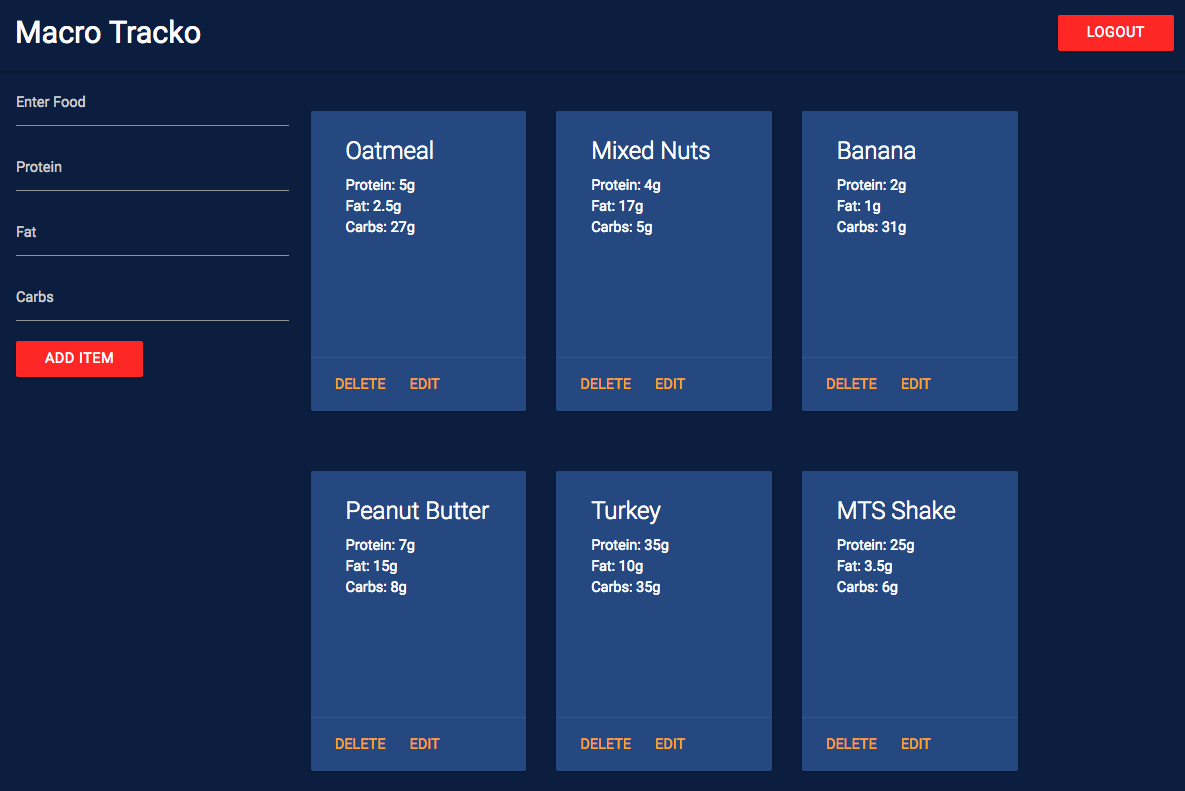 Macro Tracko
LOGOUT
Enter Food
Protein
Fat
Carbs
ADD ITEM
Oatmeal
Protein: 5g
Fat: 2.5g
Carbs: 27g
DELETE EDIT
Mixed Nuts
Protein: 4g
Fat: 17g
Carbs: 5g
DELETE EDIT
Banana
Protein: 2g
Fat: 1g
Carbs: 31g
DELETE EDIT
Peanut Butter
Protein: 7g
Fat: 15g
Carbs: 8g
DELETE EDIT
Turkey
Protein: 35g
Fat: 10g
Carbs: 35g
DELETE EDIT
MTS Shake
Protein: 25g
Fat: 3.5g
Carbs: 6g
DELETE EDIT